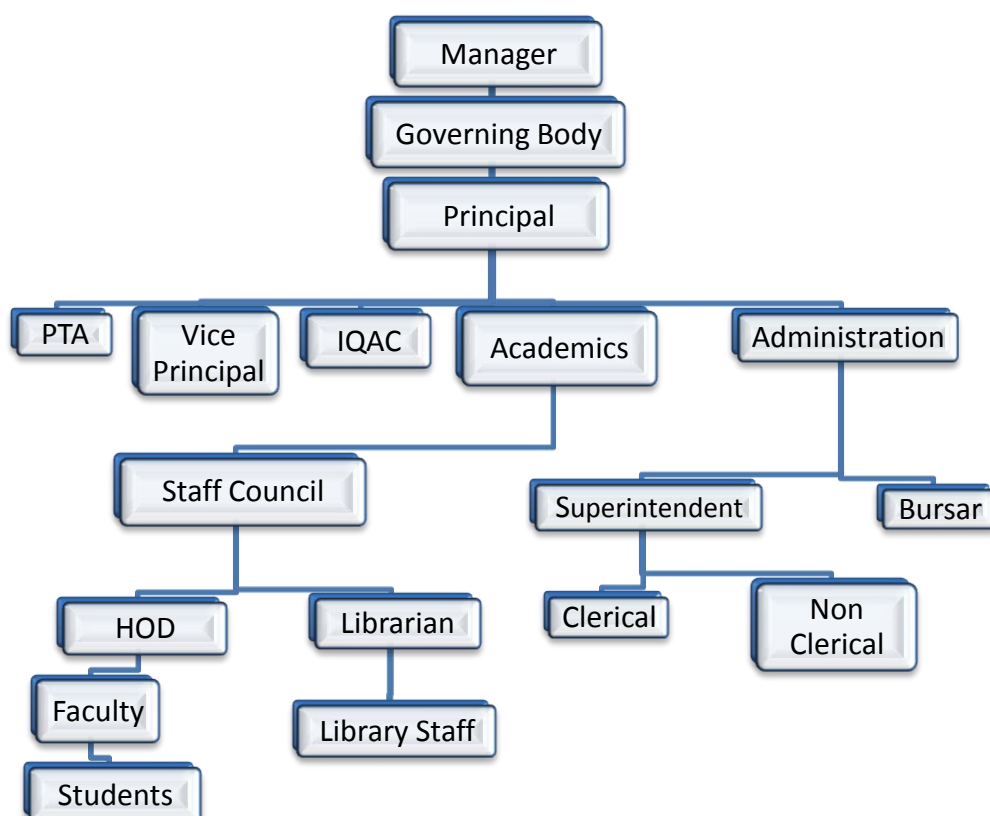 Manager
Governing Body
Principal
PTA
Vice
Principal
IQAC
Academics
Administration
Staff Council
Superintendent
Bursar
HOD
Librarian
Clerical
Non
Clerical
Faculty
Library Staff
Students